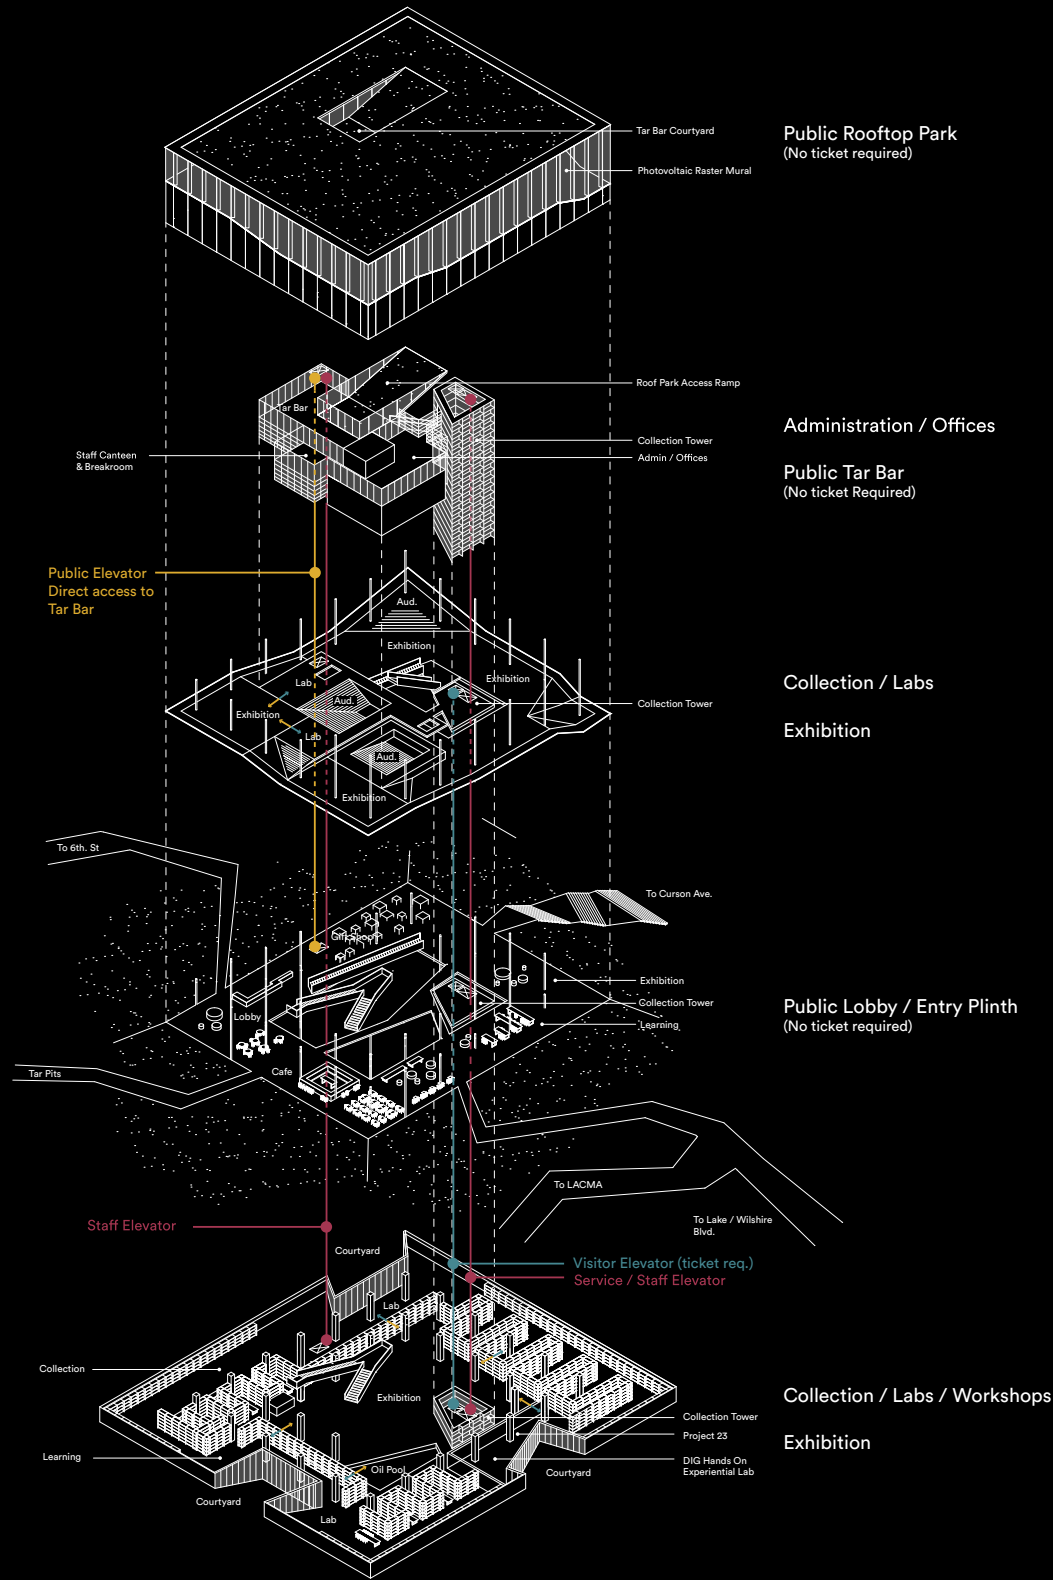 Tar Bar Courtyard
Public Rooftop Park
(No ticket required)
Photovoltaic Raster Mural
Roof Park Access Ramp
Tar Bar
Administration / Offices
Collection Tower
Staff Canteen
& Breakroom
Admin / Offices
Public Tar Bar
(No ticket Required)
Public Elevator
Direct access to
Tar Bar
Aud.
Exhibition
Exhibition
Lab
Collection / Labs
Aud.
Collection Tower
Exhibition
Lab
Exhibition
Aud.
Exhibition
To 6th. St
To Curson Ave.
Gift Shop
Exhibition
Collection Tower
Public Lobby / Entry Plinth
(No ticket required)
Lobby
Learning
Cafe
Tar Pits
To LACMA
To Lake / Wilshire
Blvd.
Staff Elevator
Courtyard
Visitor Elevator (ticket req.)
Service / Staff Elevator
Lab
Collection
Exhibition
Collection / Labs / Workshops
Collection Tower
Project 23
Exhibition
Learning
Oil Pool
DIG Hands On
Experiential Lab
Courtyard
Courtyard
Lab